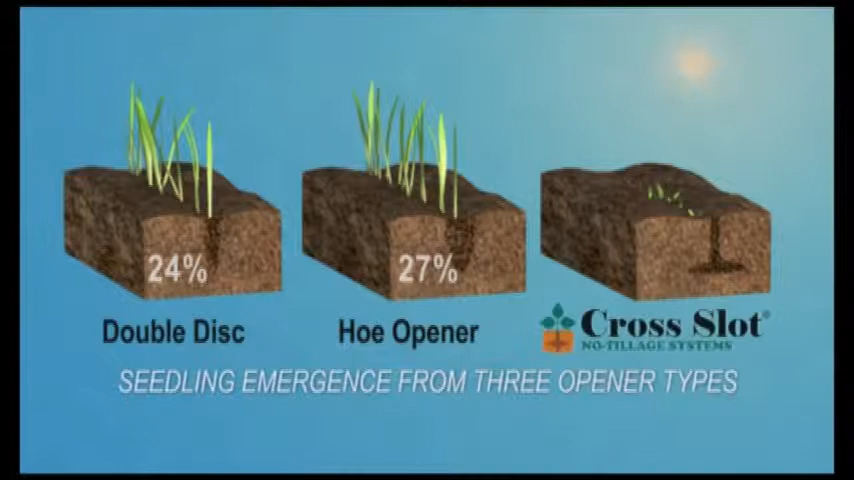 24%
27%
Double Disc
Hoe Opener
Cross Slot®
NO-TILLAGE SYSTEMS
SEEDLING EMERGENCE FROM THREE OPENER TYPES